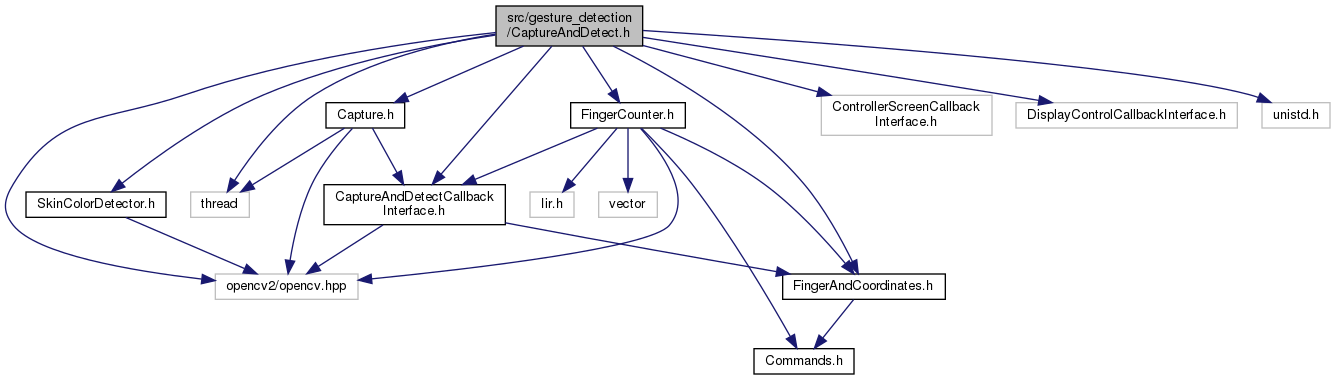 src/gesture_detection
/CaptureAndDetect.h
Capture.h
FingerCounter.h
ControllerScreenCallback
Interface.h
DisplayControlCallbackInterface.h
unistd.h
SkinColorDetector.h
thread
CaptureAndDetectCallback
Interface.h
lir.h
vector
opencv2/opencv.hpp
FingerAndCoordinates.h
Commands.h